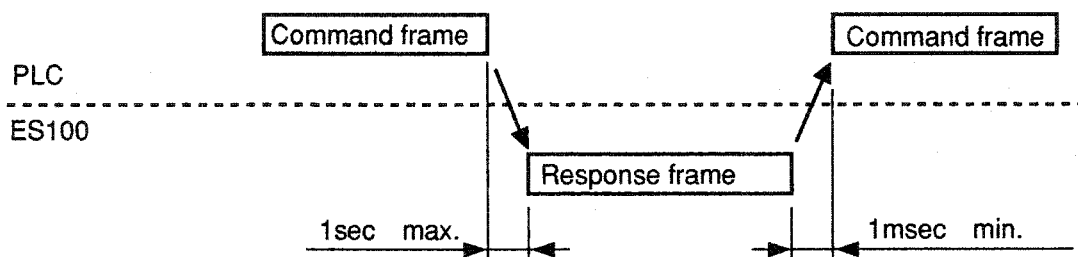 Command frame Command frame
PLC
ES100
Response frame
1sec max. 1msec min.